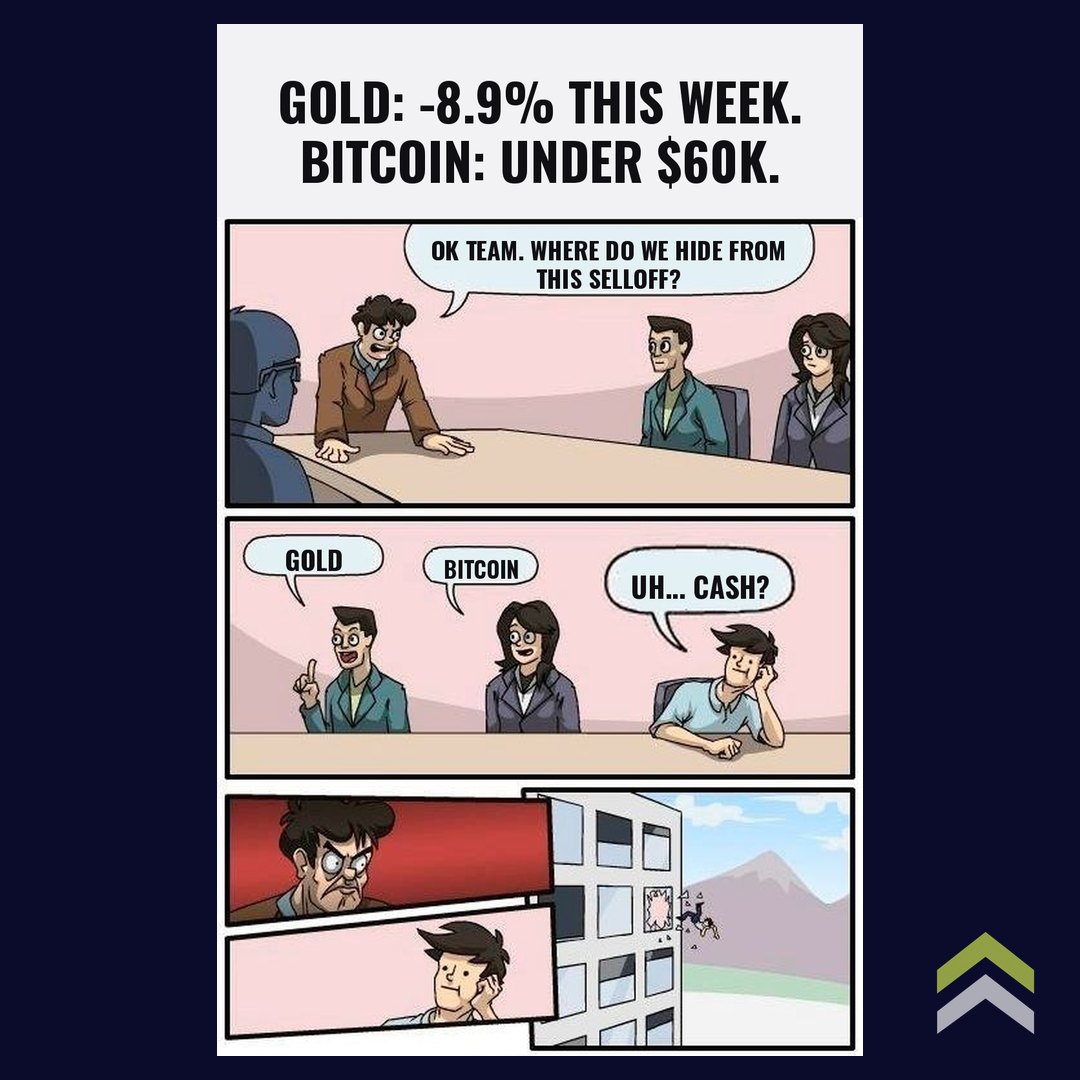 GOLD: -8.9% THIS WEEK.
BITCOIN: UNDER $60K.
OK TEAM. WHERE DO WE HIDE FROM
THIS SELLOFF?
GOLD
BITCOIN
UH... CASH?